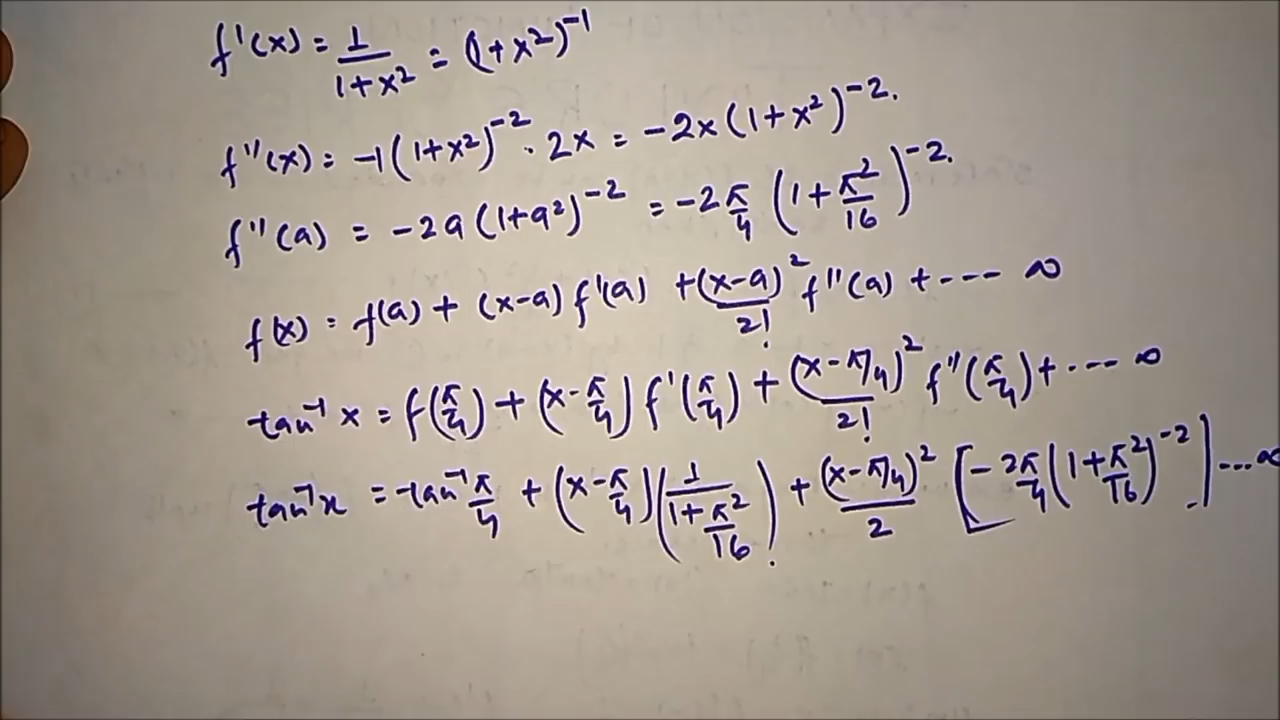 f'(x) = 1/(1+x²) = (1+x²)⁻¹
f''(x) = -1(1+x²)⁻² · 2x = -2x(1+x²)⁻².
f''(a) = -2a(1+a²)⁻² = -2 π/4 (1+π²/16)⁻².
f(x) = f(a) + (x-a) f'(a) + (x-a)²/2! f''(a) + ---- ∞
tan⁻¹ x = f(π/4) + (x-π/4) f'(π/4) + (x-π/4)²/2! f''(π/4) + ---- ∞
tan⁻¹x = tan⁻¹ π/4 + (x-π/4)(1/(1+π²/16)) + (x-π/4)²/2 [-2π/4 (1+π²/16)⁻²] ---∞